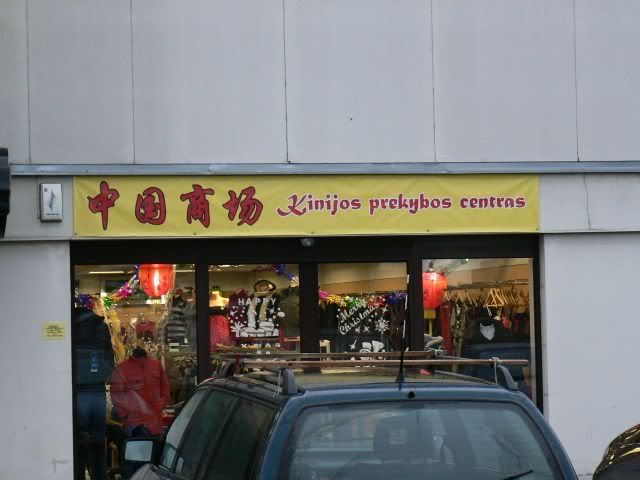 中国商场 Kinijos prekybos centras
HAPPY
Merry
Christmas